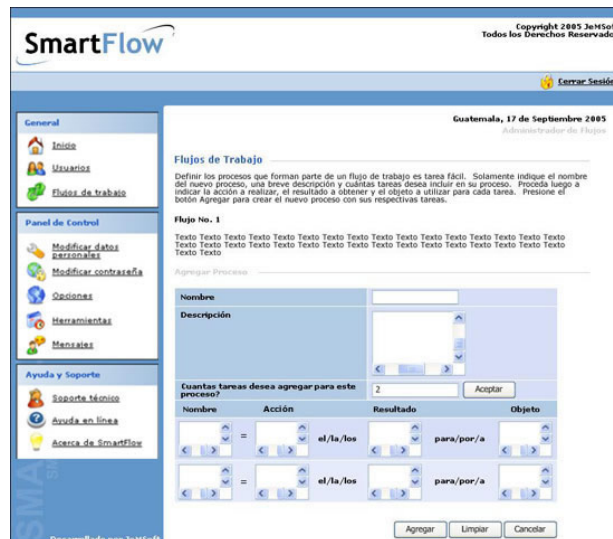 SmartFlow
Copyright 2005 JeMSoft
Todos los Derechos Reservado
Cerrar Sesión
General
Inicio
Usuarios
Flujos de trabajo
Panel de Control
Modificar datos
personales
Modificar contraseña
Opciones
Herramientas
Mensajes
Ayuda y Soporte
Soporte técnico
Ayuda en línea
Acerca de SmartFlow
SMA
SM
Desarrollado por JeMSoft
Guatemala, 17 de Septiembre 2005
Administrador de Flujos
Flujos de Trabajo
Definir los procesos que forman parte de un flujo de trabajo es tarea fácil. Solamente indique el nombre
del nuevo proceso, una breve descripción y cuántas tareas desea incluir en su proceso. Proceda luego a
indicar la acción a realizar, el resultado a obtener y el objeto a utilizar para cada tarea. Presione el
botón Agregar para crear el nuevo proceso con sus respectivas tareas.
Flujo No. 1
Texto Texto Texto Texto Texto Texto Texto Texto Texto Texto Texto Texto Texto Texto Texto
Texto Texto Texto Texto Texto Texto Texto Texto Texto Texto Texto Texto Texto Texto Texto
Texto Texto
Agregar Proceso
Nombre
Descripción
Cuantas tareas desea agregar para este
proceso?
2
Aceptar
Nombre Acción Resultado Objeto
= el/la/los para/por/a
= el/la/los para/por/a
Agregar Limpiar Cancelar